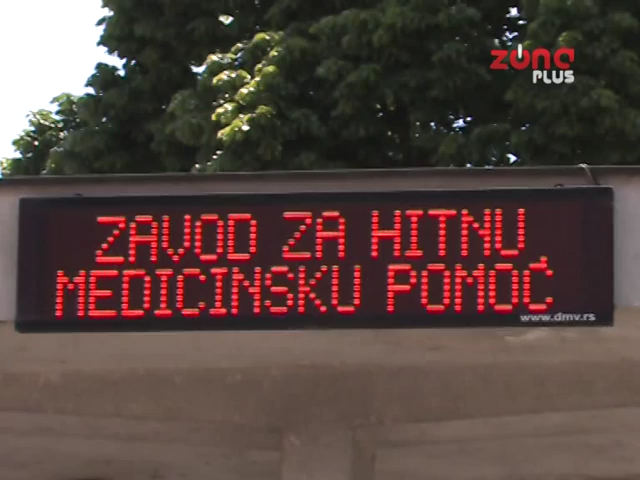 zona
PLUS
ZAVOD ZA HITNU
MEDICINSKU POMOĆ
www.dmv.rs